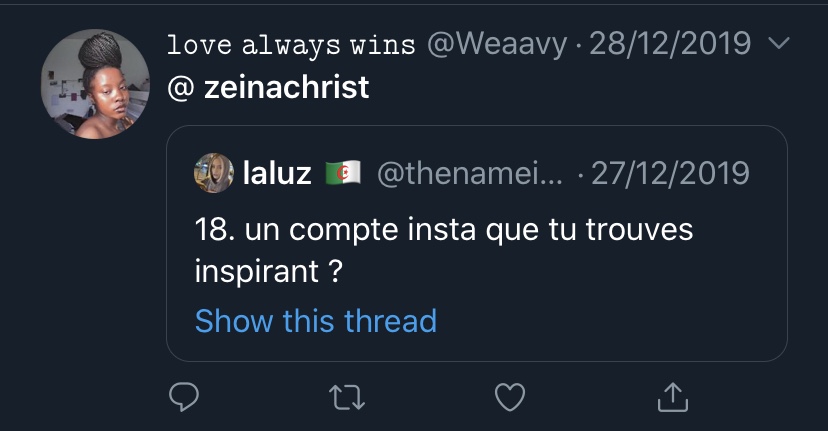 love always wins @Weaavy · 28/12/2019
@ zeinachrist
laluz 🇩🇿 @thenamei... · 27/12/2019
18. un compte insta que tu trouves
inspirant ?
Show this thread